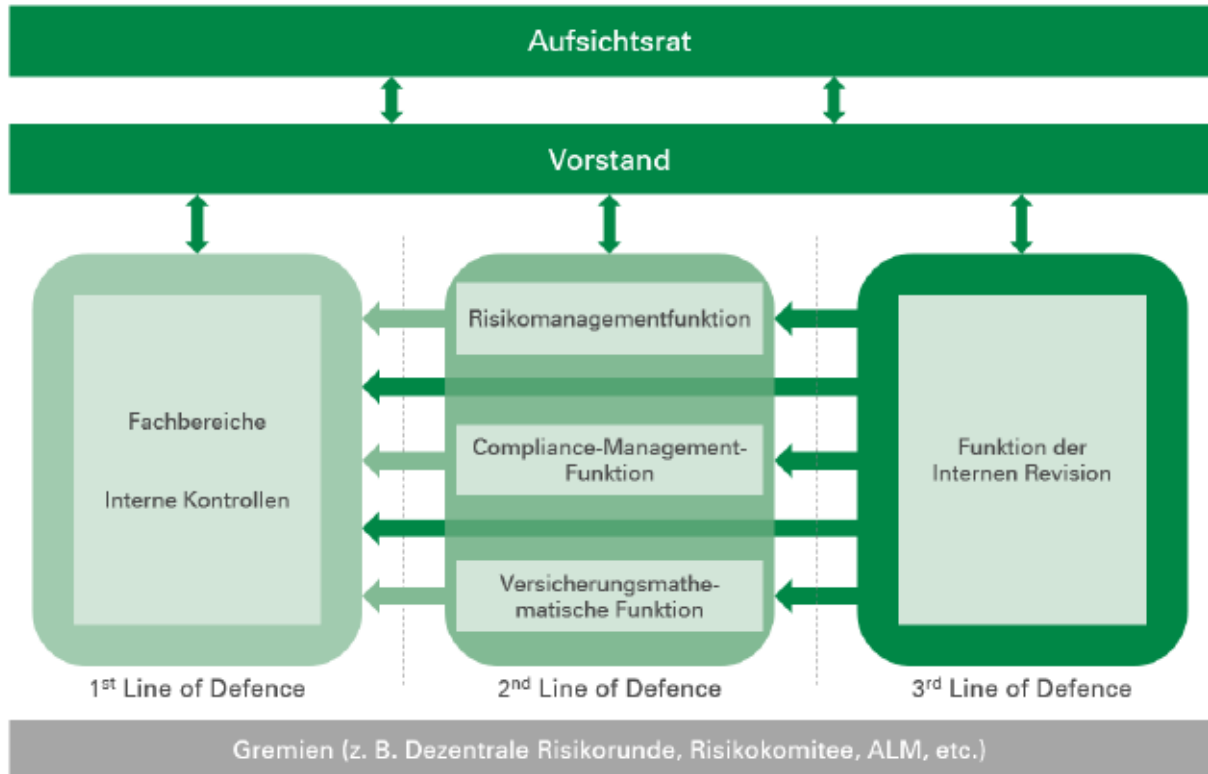 Aufsichtsrat
Vorstand
Fachbereiche
Interne Kontrollen
Risikomanagementfunktion
Compliance-Management-
Funktion
Versicherungsmathe-
matische Funktion
Funktion der
Internen Revision
1st Line of Defence
2nd Line of Defence
3rd Line of Defence
Gremien (z. B. Dezentrale Risikorunde, Risikokomitee, ALM, etc.)